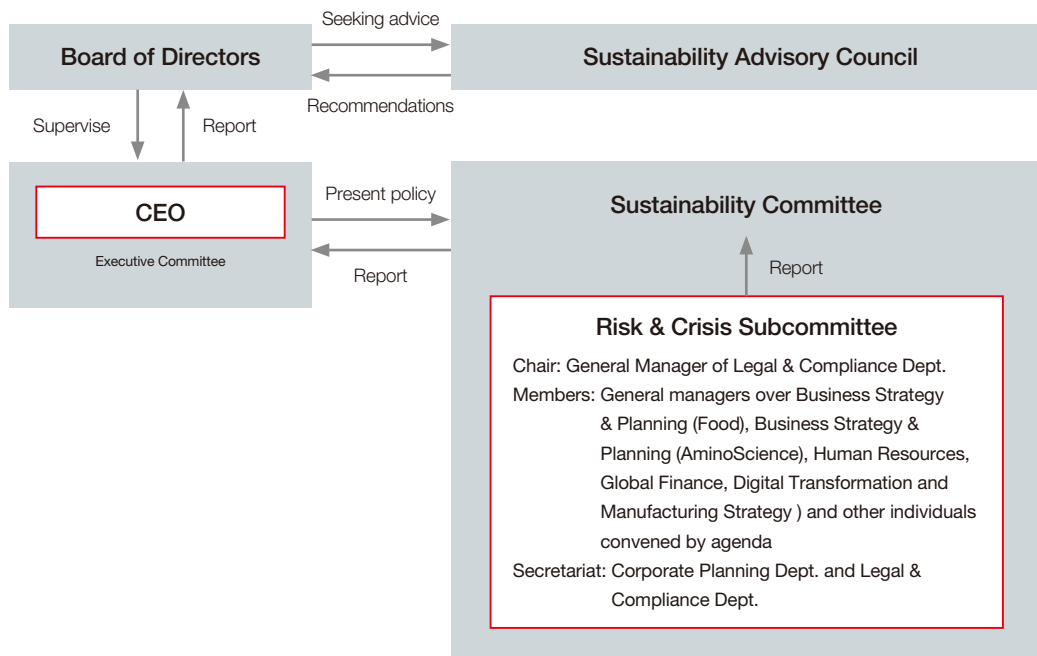 Seeking advice
Board of Directors
Sustainability Advisory Council
Recommendations
Supervise
Report
CEO
Executive Committee
Present policy
Report
Sustainability Committee
Report
Risk & Crisis Subcommittee
Chair: General Manager of Legal & Compliance Dept.
Members: General managers over Business Strategy
& Planning (Food), Business Strategy &
Planning (AminoScience), Human Resources,
Global Finance, Digital Transformation and
Manufacturing Strategy ) and other individuals
convened by agenda
Secretariat: Corporate Planning Dept. and Legal &
Compliance Dept.